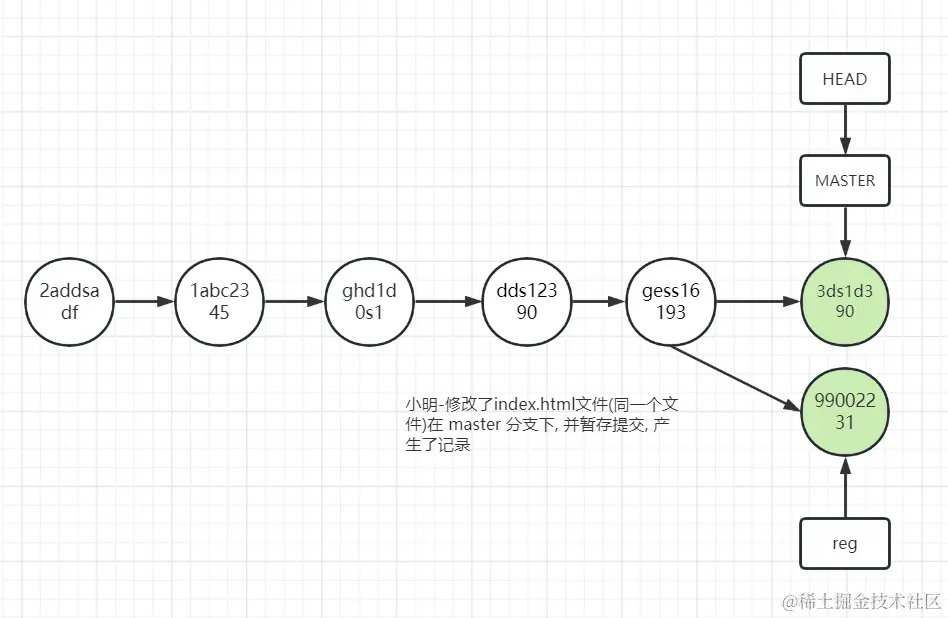 HEAD
MASTER
2addsa
df
1abc23
45
ghd1d
0s1
dds123
90
gess16
193
3ds1d3
90
990022
31
小明-修改了index.html文件(同一个文
件)在 master 分支下, 并暂存提交, 产
生了记录
reg
@稀土掘金技术社区